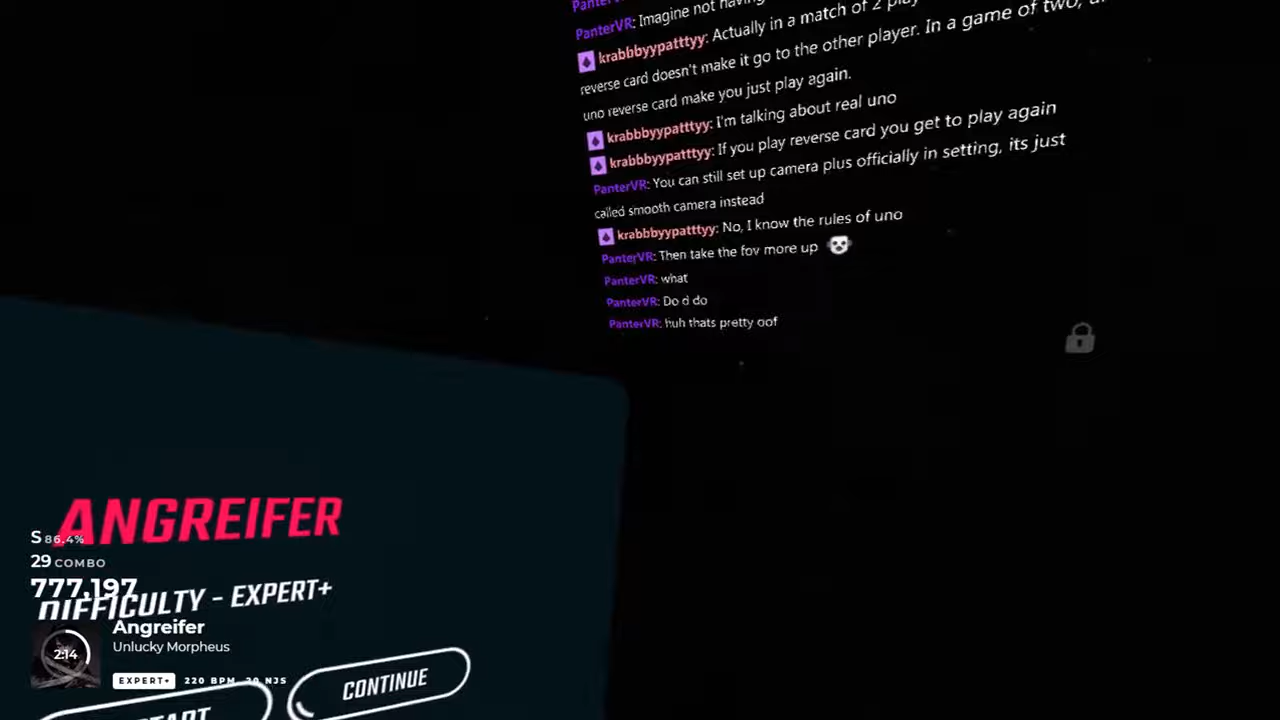 PanterVR: Imagine not having
krabbbyypatttyy: Actually in a match of 2 play
reverse card doesn't make it go to the other player. In a game of two,
uno reverse card make you just play again.
krabbbyypatttyy: I'm talking about real uno
krabbbyypatttyy: If you play reverse card you get to play again
PanterVR: You can still set up camera plus officially in setting, its just
called smooth camera instead
krabbbyypatttyy: No, I know the rules of uno
PanterVR: Then take the fov more up
PanterVR: what
PanterVR: Do d do
PanterVR: huh thats pretty oof
ANGREIFER
S 86.4%
29 COMBO
777,197
DIFFICULTY - EXPERT+
Angreifer
Unlucky Morpheus
2:14
EXPERT+ 220 BPM 20 NJS
CONTINUE